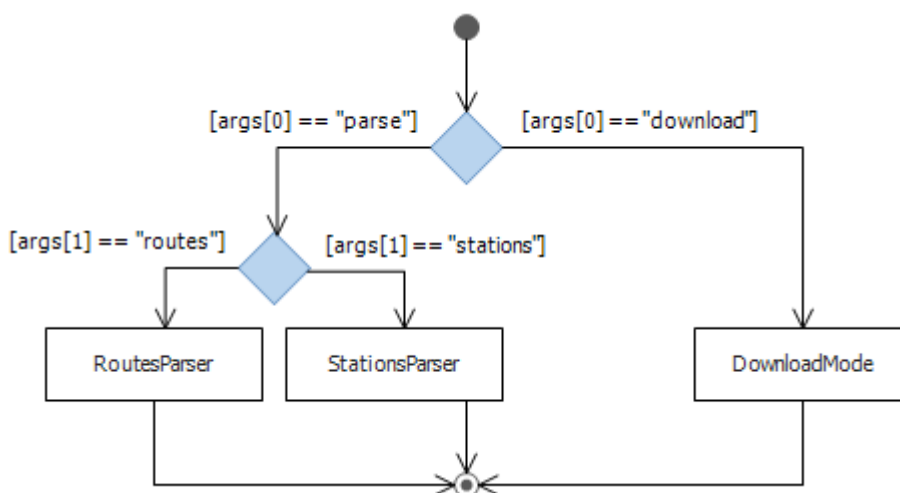 [args[0] == "parse"]
[args[0] =="download"]
[args[1] == "routes"]
[args[1] == "stations"]
RoutesParser
StationsParser
DownloadMode